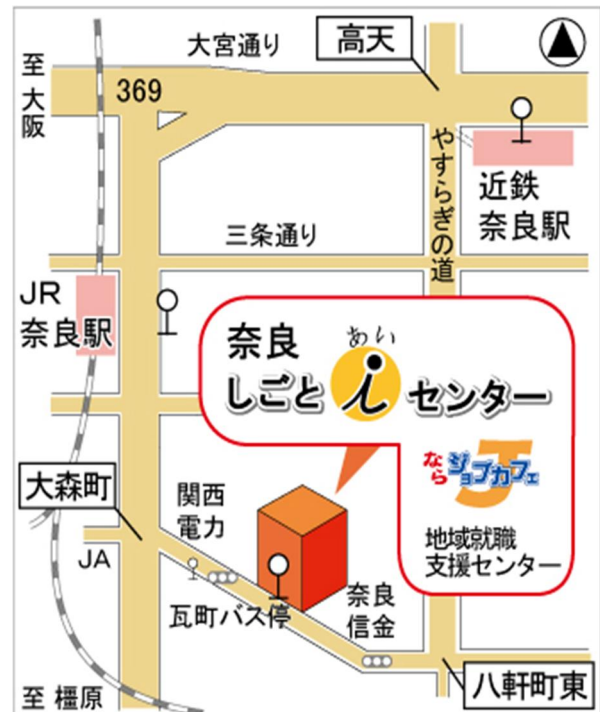 大宮通り
高天
至大阪
369
やすらぎの道
近鉄
奈良駅
三条通り
JR
奈良駅
奈良
あい
しごとiセンター
なら
ジョブカフェ
J
地域就職
支援センター
大森町
関西
電力
JA
瓦町バス停
奈良
信金
至 橿原
八軒町東